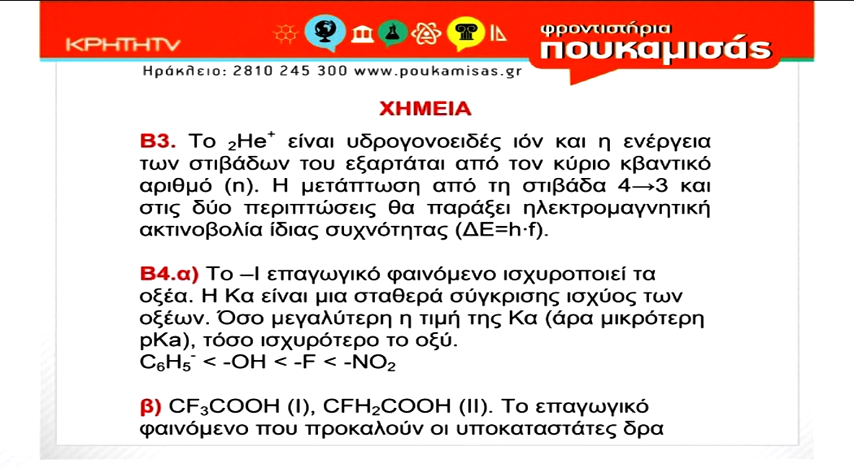 ΚΡΗΤΗTV
φροντιστήρια
πουκαμισάς
Ηράκλειο: 2810 245 300 www.poukamisas.gr
ΧΗΜΕΙΑ
Β3. Το ₂He⁺ είναι υδρογονοειδές ιόν και η ενέργεια
των στιβάδων του εξαρτάται από τον κύριο κβαντικό
αριθμό (n). Η μετάπτωση από τη στιβάδα 4→3 και
στις δύο περιπτώσεις θα παράξει ηλεκτρομαγνητική
ακτινοβολία ίδιας συχνότητας (ΔΕ=h·f).
Β4.α) Το –Ι επαγωγικό φαινόμενο ισχυροποιεί τα
οξέα. Η Κα είναι μια σταθερά σύγκρισης ισχύος των
οξέων. Όσο μεγαλύτερη η τιμή της Κα (άρα μικρότερη
pKa), τόσο ισχυρότερο το οξύ.
C₆H₅⁻ < -OH < -F < -NO₂
β) CF₃COOH (I), CFH₂COOH (II). Το επαγωγικό
φαινόμενο που προκαλούν οι υποκαταστάτες δρα